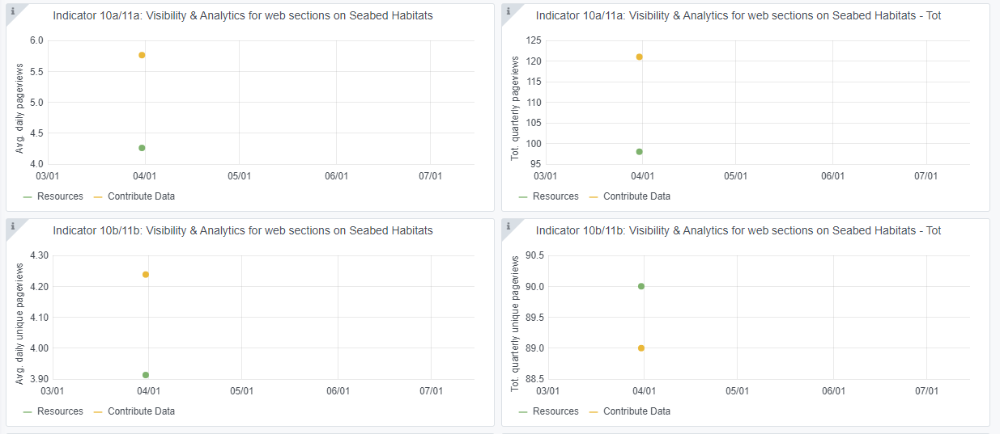 Indicator 10a/11a: Visibility & Analytics for web sections on Seabed Habitats
Avg. daily pageviews
6.0
5.5
5.0
4.5
4.0
03/01 04/01 05/01 06/01 07/01
Resources Contribute Data
Indicator 10a/11a: Visibility & Analytics for web sections on Seabed Habitats - Tot
Tot. quarterly pageviews
125
120
115
110
105
100
95
03/01 04/01 05/01 06/01 07/01
Resources Contribute Data
Indicator 10b/11b: Visibility & Analytics for web sections on Seabed Habitats
Avg. daily unique pageviews
4.30
4.20
4.10
4.00
3.90
03/01 04/01 05/01 06/01 07/01
Resources Contribute Data
Indicator 10b/11b: Visibility & Analytics for web sections on Seabed Habitats - Tot
Tot. quarterly unique pageviews
90.5
90.0
89.5
89.0
88.5
03/01 04/01 05/01 06/01 07/01
Resources Contribute Data